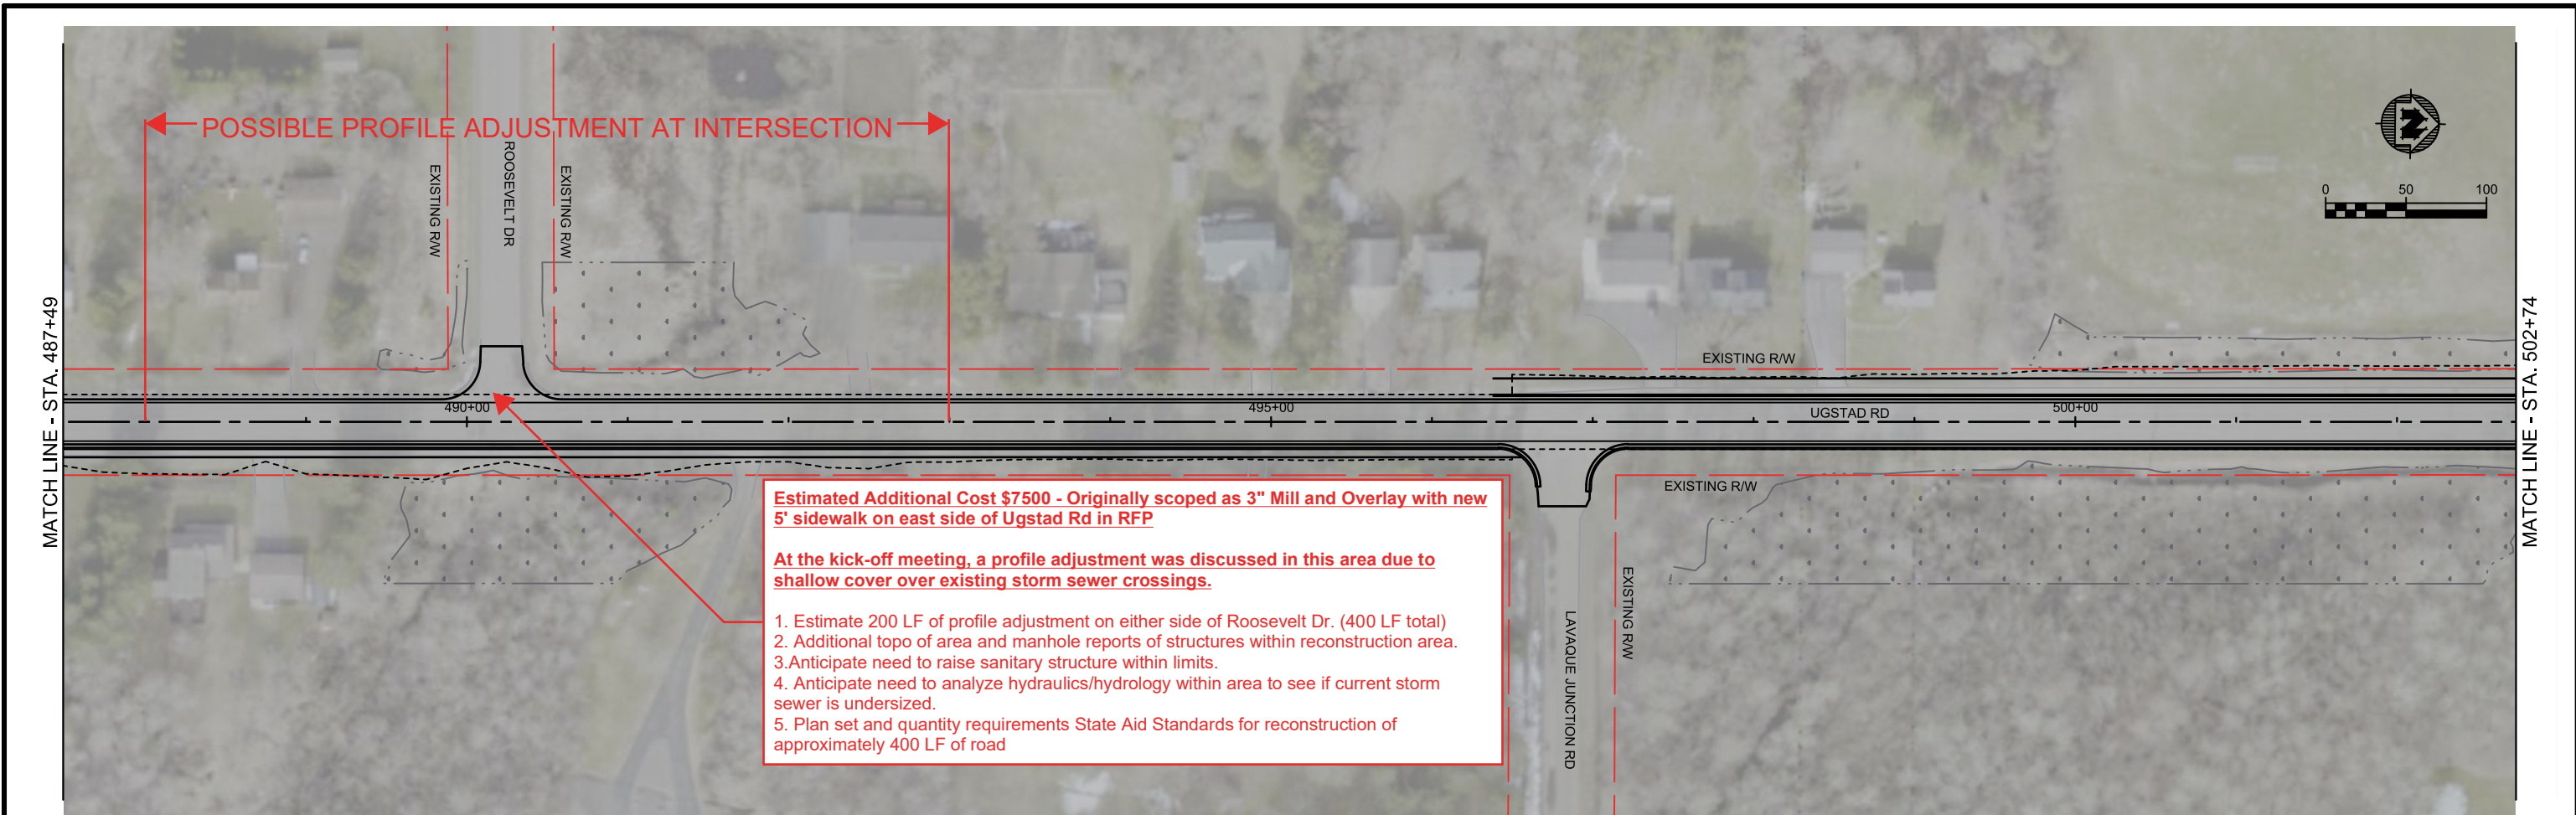 POSSIBLE PROFILE ADJUSTMENT AT INTERSECTION
EXISTING R/W
ROOSEVELT DR
EXISTING R/W
N
0 50 100
MATCH LINE - STA. 487+49
MATCH LINE - STA. 502+74
EXISTING R/W
490+00
495+00
UGSTAD RD
500+00
EXISTING R/W
EXISTING R/W
LAVAQUE JUNCTION RD
Estimated Additional Cost $7500 - Originally scoped as 3" Mill and Overlay with new
5' sidewalk on east side of Ugstad Rd in RFP
At the kick-off meeting, a profile adjustment was discussed in this area due to
shallow cover over existing storm sewer crossings.
1. Estimate 200 LF of profile adjustment on either side of Roosevelt Dr. (400 LF total)
2. Additional topo of area and manhole reports of structures within reconstruction area.
3.Anticipate need to raise sanitary structure within limits.
4. Anticipate need to analyze hydraulics/hydrology within area to see if current storm
sewer is undersized.
5. Plan set and quantity requirements State Aid Standards for reconstruction of
approximately 400 LF of road